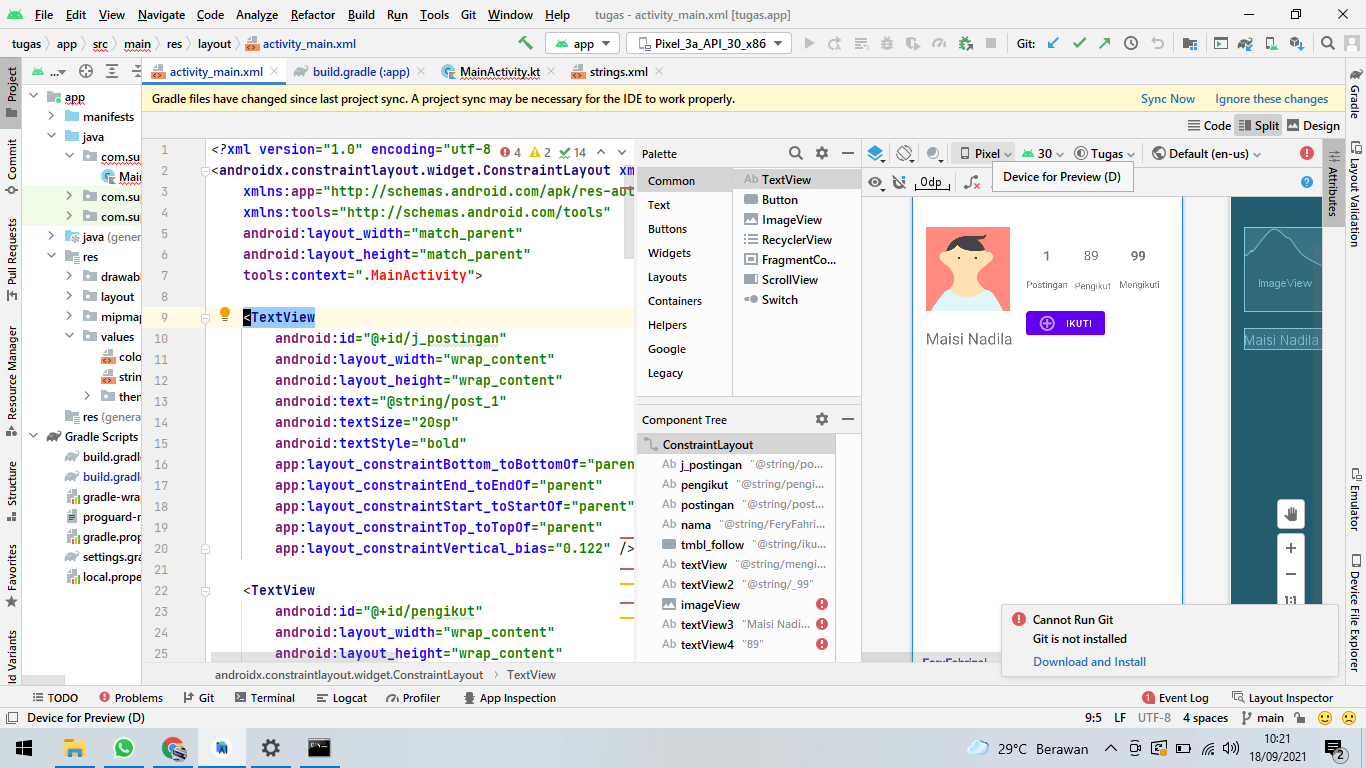 File Edit View Navigate Code Analyze Refactor Build Run Tools Git Window Help tugas - activity_main.xml [tugas.app]
tugas app src main res layout activity_main.xml app Pixel_3a_API_30_x86 Git:
... activity_main.xml build.gradle (:app) MainActivity.kt strings.xml
Gradle files have changed since last project sync. A project sync may be necessary for the IDE to work properly. Sync Now Ignore these changes
Code Split Design
Project
Commit
Pull Requests
Resource Manager
Structure
Favorites
ld Variants
app
manifests
java
com.su
Mai
com.su
com.su
java (gener
res
drawab
layout
mipmap
values
colo
strin
then
res (genera
Gradle Scripts
build.gradl
build.gradl
gradle-wra
proguard-r
gradle.prop
settings.gra
local.prope
4 2 14
1 <?xml version="1.0" encoding="utf-8
2 <androidx.constraintlayout.widget.ConstraintLayout xm
3 xmlns:app="http://schemas.android.com/apk/res-aut
4 xmlns:tools="http://schemas.android.com/tools"
5 android:layout_width="match_parent"
6 android:layout_height="match_parent"
7 tools:context=".MainActivity">
8
9 <TextView
10 android:id="@+id/j_postingan"
11 android:layout_width="wrap_content"
12 android:layout_height="wrap_content"
13 android:text="@string/post_1"
14 android:textSize="20sp"
15 android:textStyle="bold"
16 app:layout_constraintBottom_toBottomOf="paren
17 app:layout_constraintEnd_toEndOf="parent"
18 app:layout_constraintStart_toStartOf="parent"
19 app:layout_constraintTop_toTopOf="parent"
20 app:layout_constraintVertical_bias="0.122" />
21
22 <TextView
23 android:id="@+id/pengikut"
24 android:layout_width="wrap_content"
25 android:layout_height="wrap_content"
androidx.constraintlayout.widget.ConstraintLayout TextView
Palette
Common
Text
Buttons
Widgets
Layouts
Containers
Helpers
Google
Legacy
Ab TextView
Button
ImageView
RecyclerView
FragmentCo...
ScrollView
Switch
Component Tree
ConstraintLayout
Ab j_postingan "@string/po...
Ab pengikut "@string/pengi...
Ab postingan "@string/post...
Ab nama "@string/FeryFahri...
tmbl_follow "@string/iku...
Ab textView "@string/mengi...
Ab textView2 "@string/_99"
imageView
Ab textView3 "Maisi Nadi...
Ab textView4 "89"
Pixel 30 Tugas Default (en-us)
0dp
Device for Preview (D)
1 89 99
Postingan Pengikut Mengikuti
IKUTI
Maisi Nadila
ImageView
Maisi Nadila
1:1
Cannot Run Git
Git is not installed
Download and Install
Gradle
Layout Validation
Attributes
Emulator
Device File Explorer
TODO Problems Git Terminal Logcat Profiler App Inspection 1 Event Log Layout Inspector
Device for Preview (D) 9:5 LF UTF-8 4 spaces main
29°C Berawan 10:21
18/09/2021 2